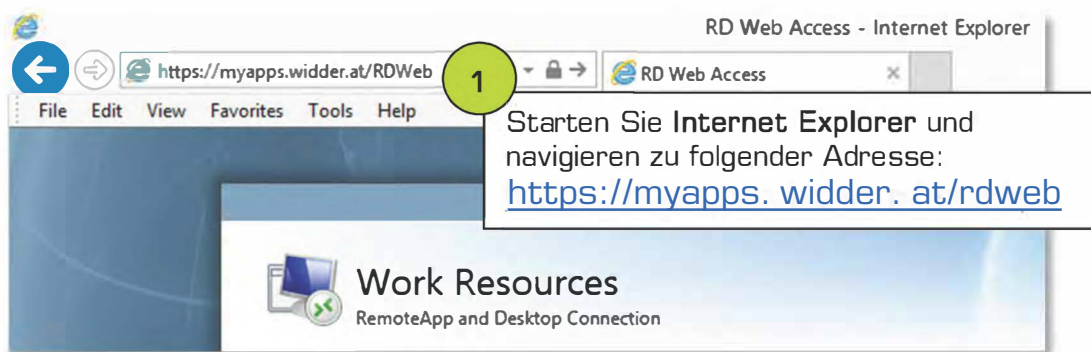 RD Web Access - Internet Explorer
https://myapps.widder.at/RDWeb
RD Web Access
File Edit View Favorites Tools Help
1
Starten Sie Internet Explorer und
navigieren zu folgender Adresse:
https://myapps. widder. at/rdweb
Work Resources
RemoteApp and Desktop Connection